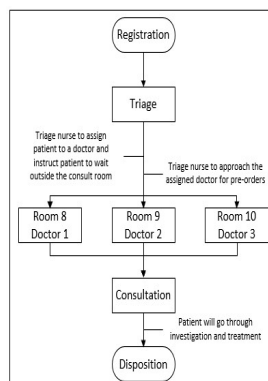 Registration
Triage
Triage nurse to assign
patient to a doctor and
instruct patient to wait
outside the consult room
Triage nurse to approach the
assigned doctor for pre-orders
Room 8
Doctor 1
Room 9
Doctor 2
Room 10
Doctor 3
Consultation
Patient will go through
investigation and treatment
Disposition